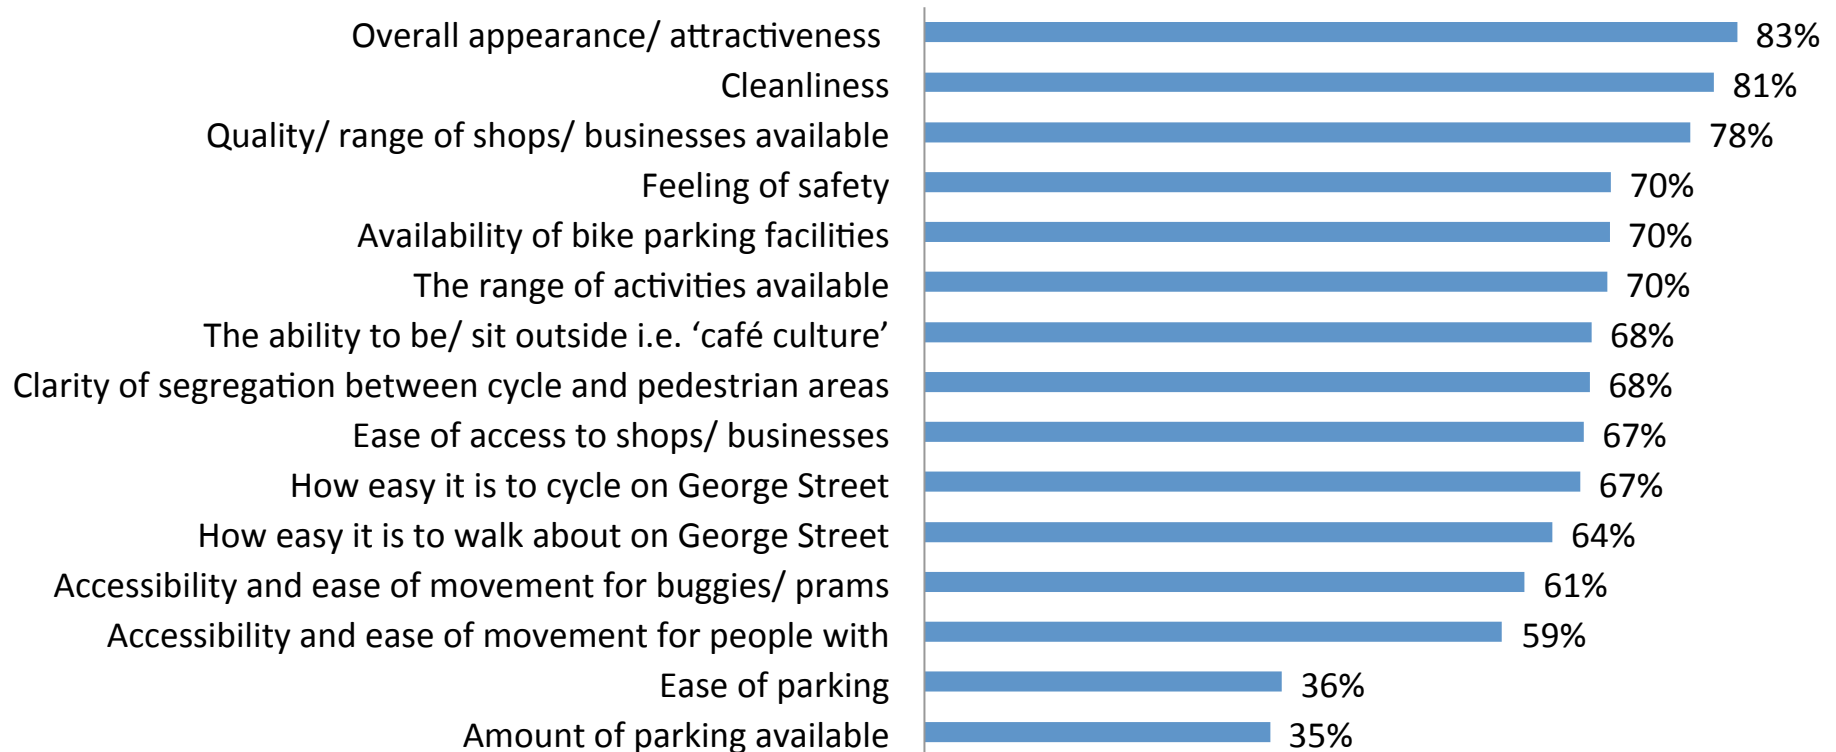 Overall appearance/ attractiveness 83%
Cleanliness 81%
Quality/ range of shops/ businesses available 78%
Feeling of safety 70%
Availability of bike parking facilities 70%
The range of activities available 70%
The ability to be/ sit outside i.e. ‘café culture’ 68%
Clarity of segregation between cycle and pedestrian areas 68%
Ease of access to shops/ businesses 67%
How easy it is to cycle on George Street 67%
How easy it is to walk about on George Street 64%
Accessibility and ease of movement for buggies/ prams 61%
Accessibility and ease of movement for people with 59%
Ease of parking 36%
Amount of parking available 35%